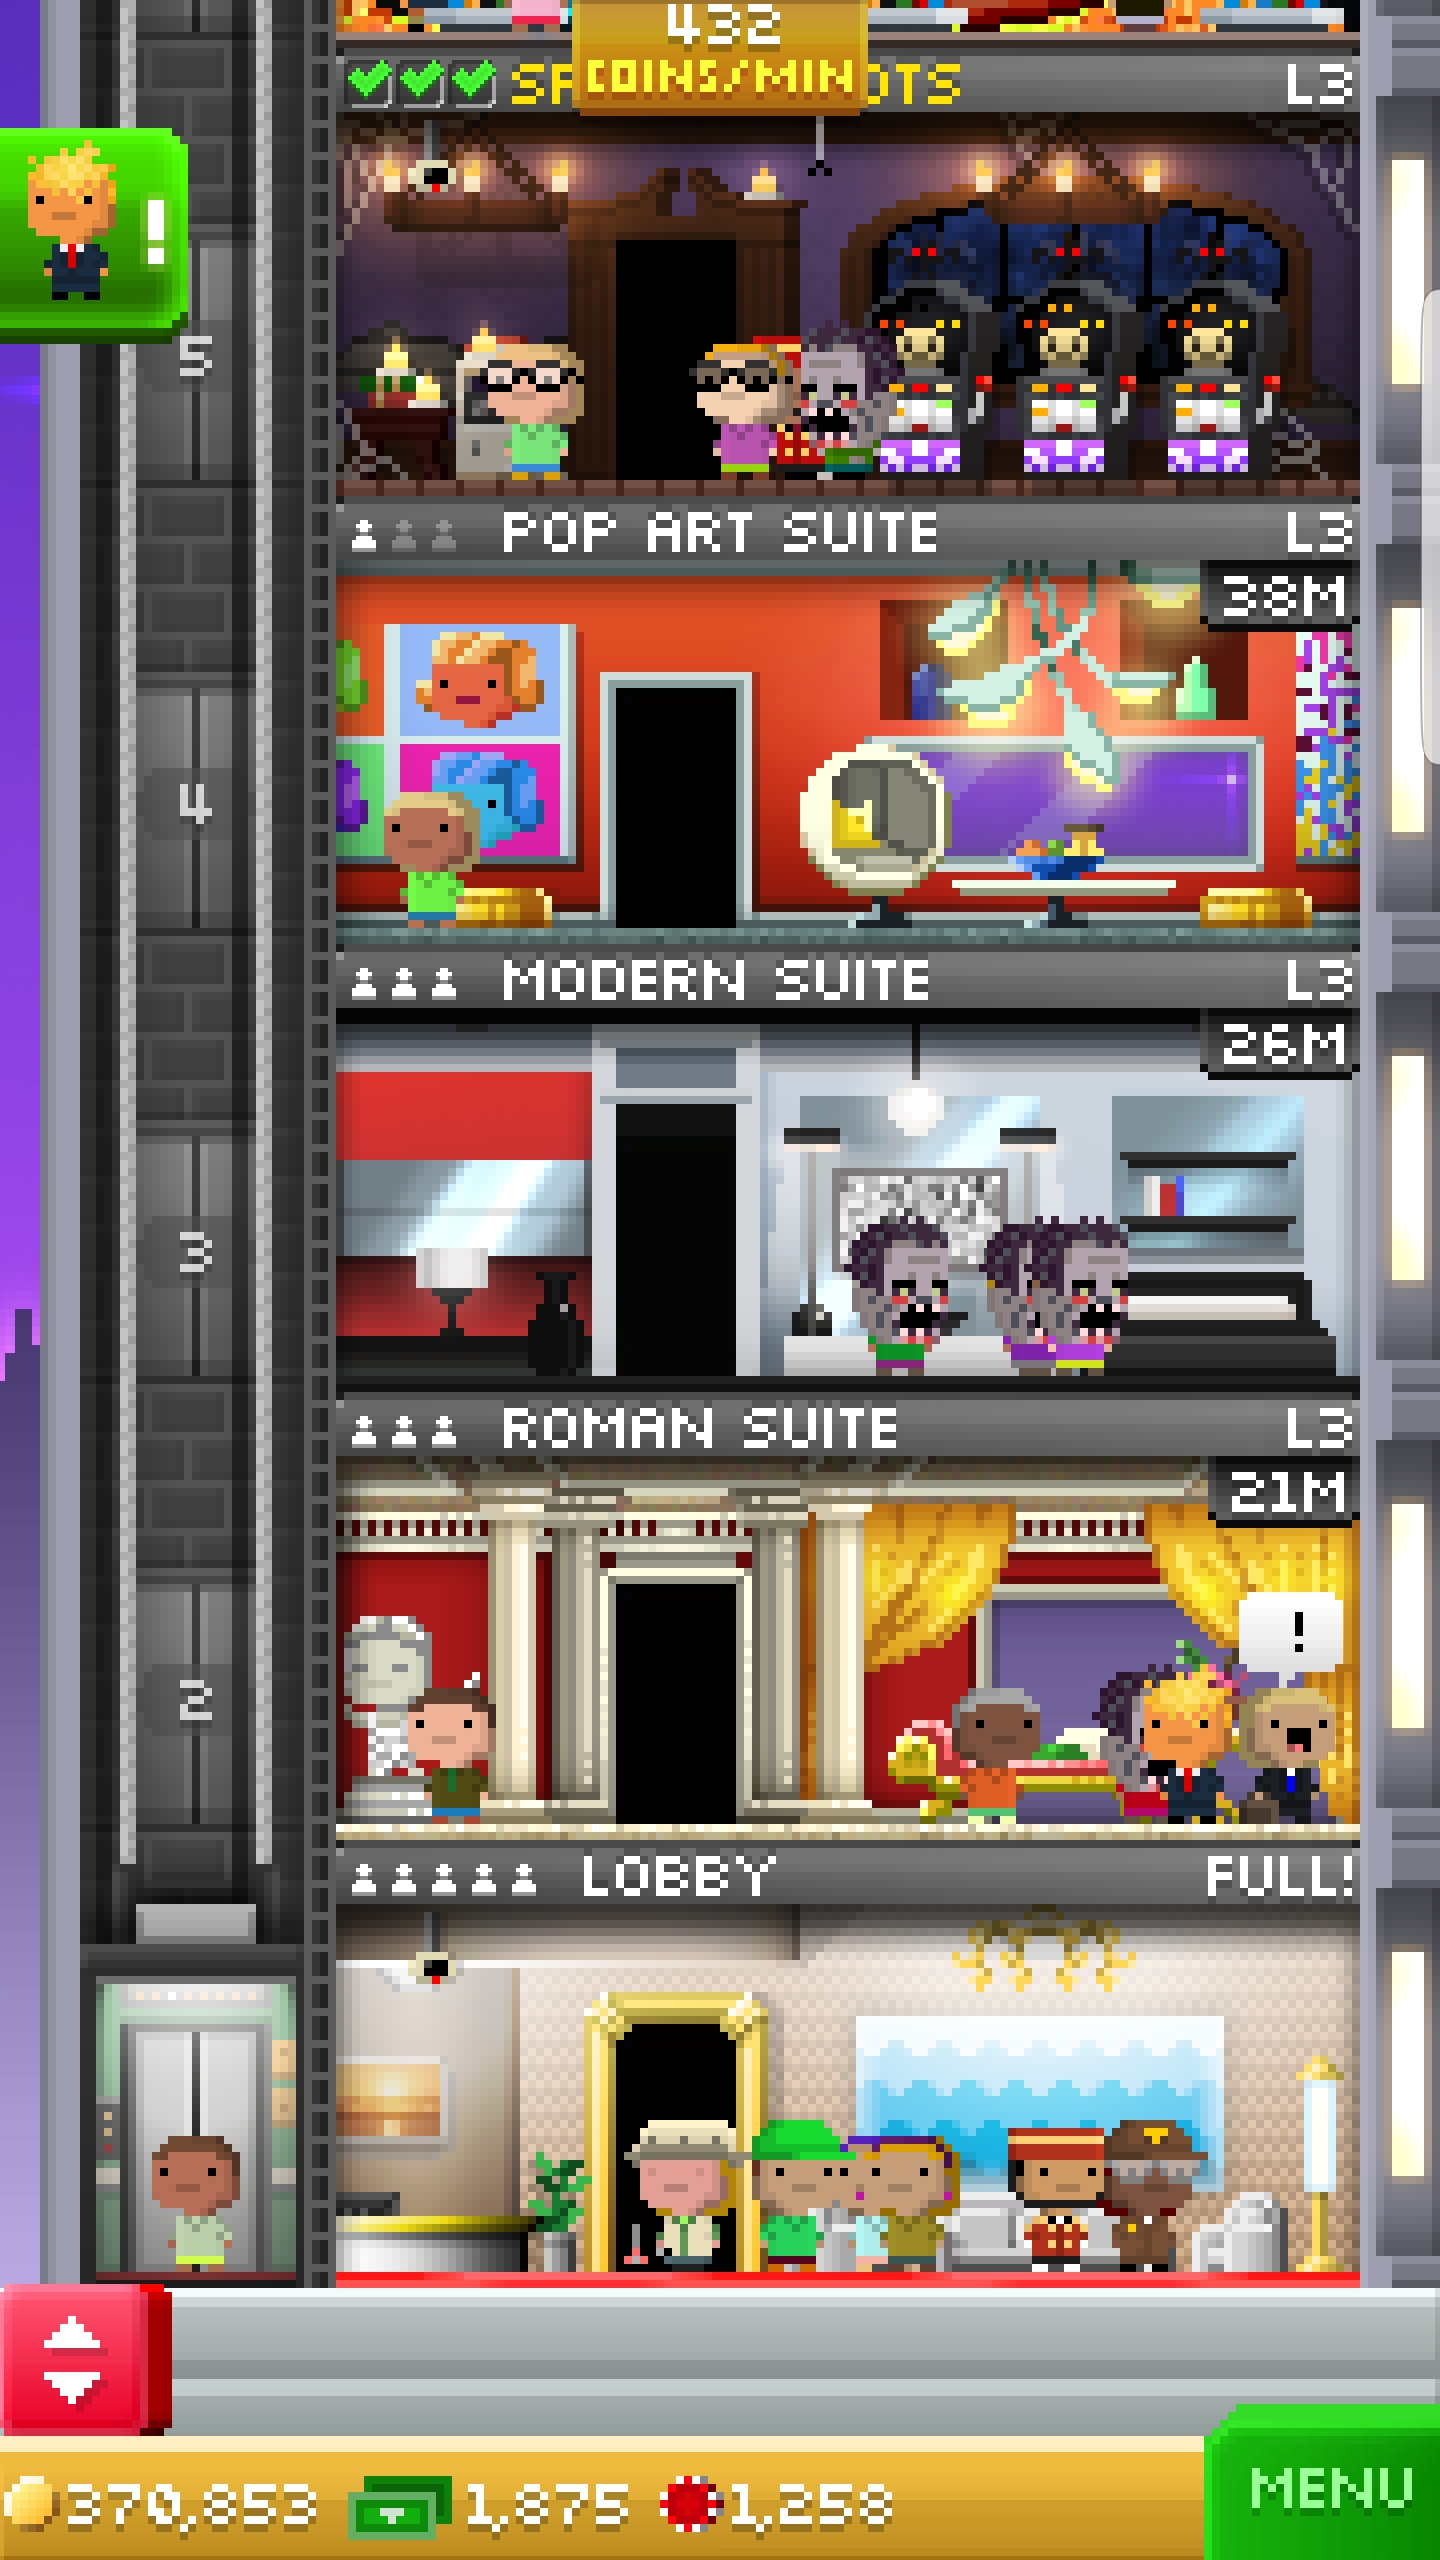 432
COINS/MIN
L3
!
5
POP ART SUITE L3
38M
4
MODERN SUITE L3
26M
3
ROMAN SUITE L3
21M
!
2
LOBBY FULL!
370,853 1,875 1,258
MENU